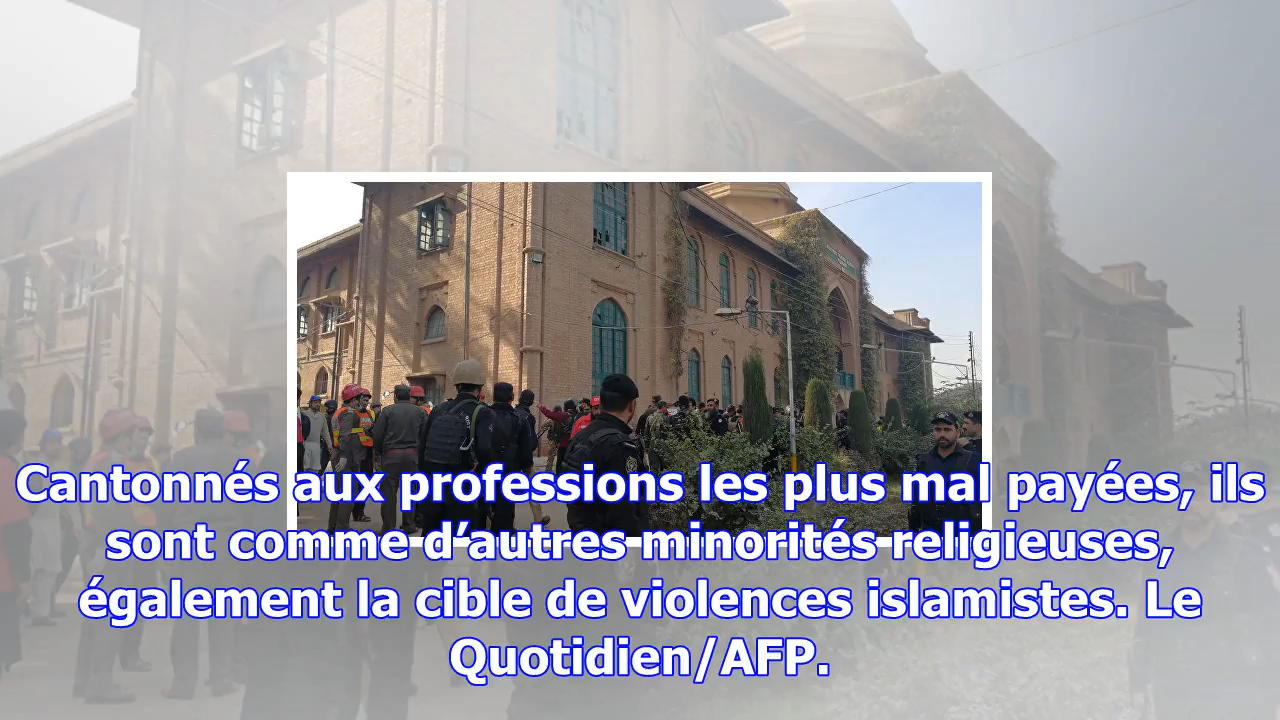 Cantonnés aux professions les plus mal payées, ils
sont comme d’autres minorités religieuses,
également la cible de violences islamistes. Le
Quotidien/AFP.